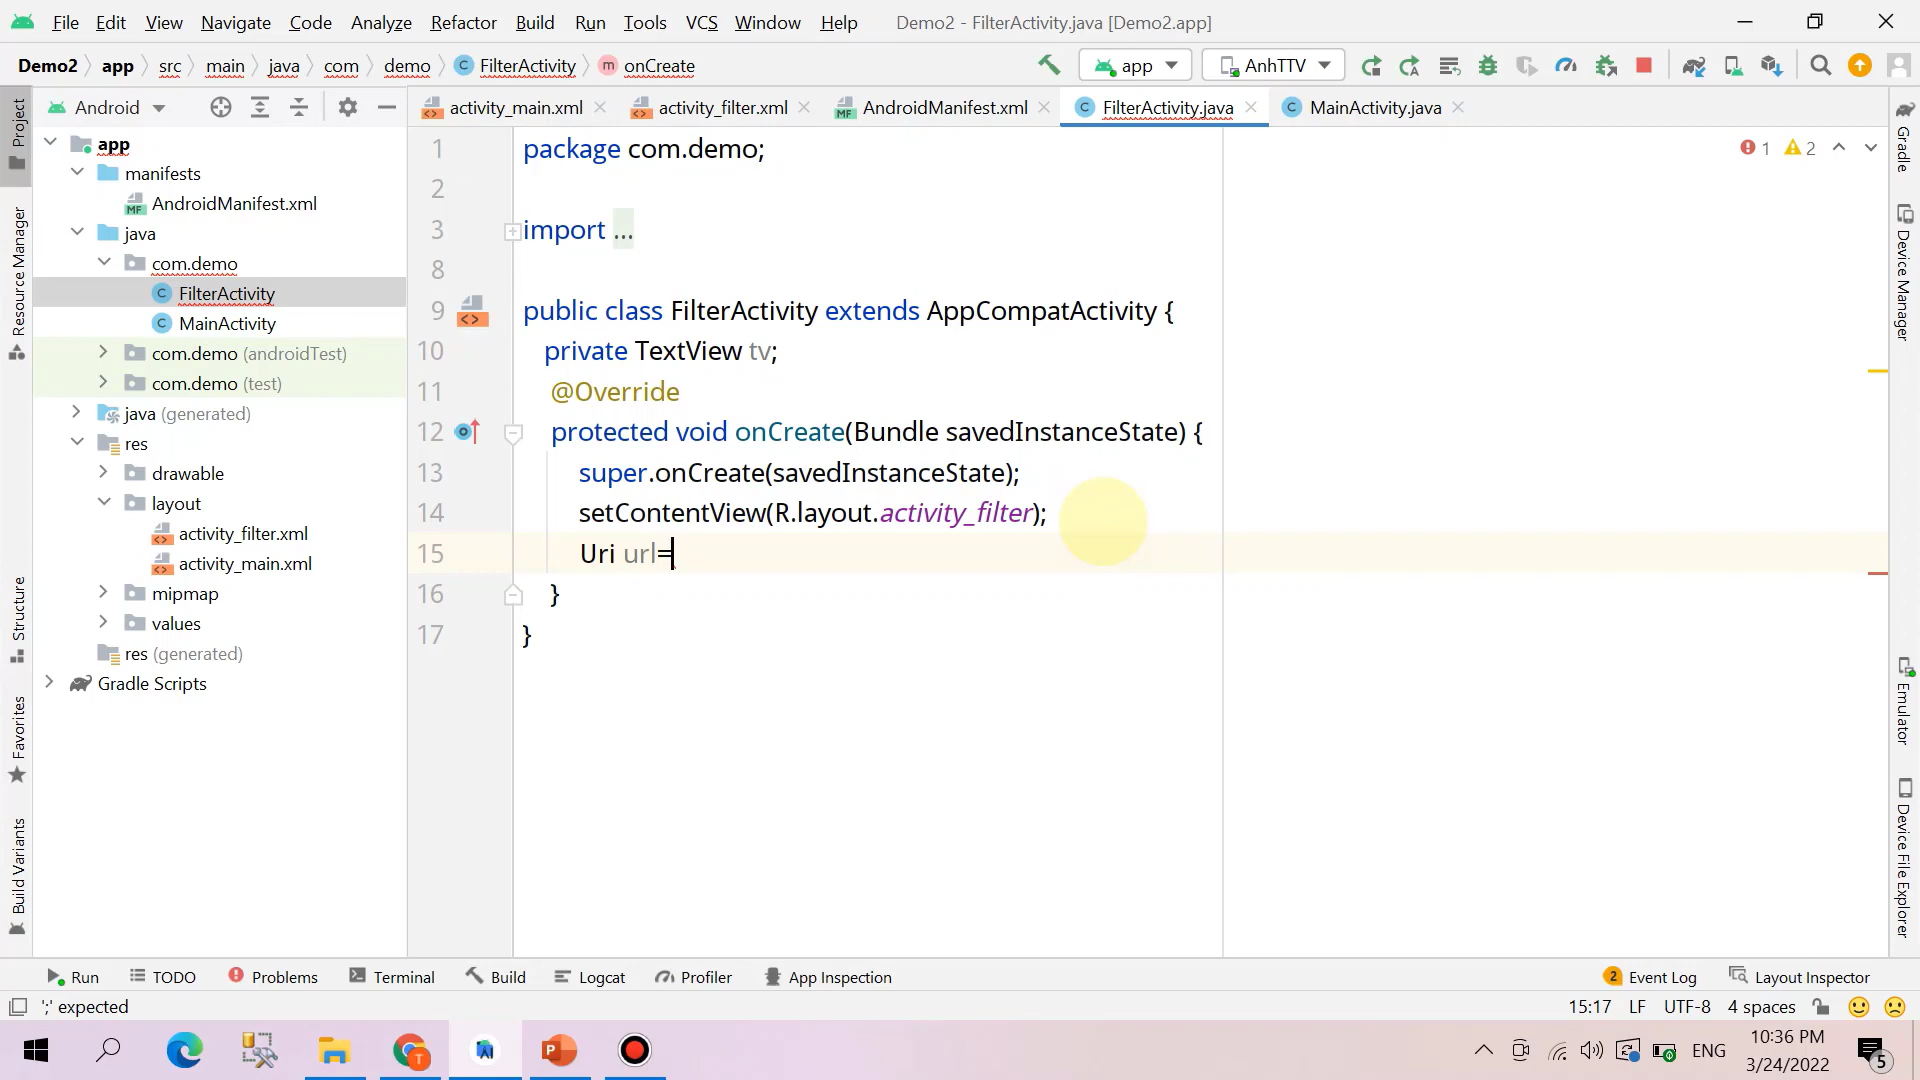 File Edit View Navigate Code Analyze Refactor Build Run Tools VCS Window Help Demo2 - FilterActivity.java [Demo2.app]
Demo2 app src main java com demo FilterActivity onCreate app AnhTTV
Android
activity_main.xml activity_filter.xml AndroidManifest.xml FilterActivity.java MainActivity.java
Project
Resource Manager
Structure
Favorites
Build Variants
app
manifests
AndroidManifest.xml
java
com.demo
FilterActivity
MainActivity
com.demo (androidTest)
com.demo (test)
java (generated)
res
drawable
layout
activity_filter.xml
activity_main.xml
mipmap
values
res (generated)
Gradle Scripts
1 package com.demo;
2
3 import ...
8
9 public class FilterActivity extends AppCompatActivity {
10 private TextView tv;
11 @Override
12 protected void onCreate(Bundle savedInstanceState) {
13 super.onCreate(savedInstanceState);
14 setContentView(R.layout.activity_filter);
15 Uri url=
16 }
17 }
1 2
Gradle
Device Manager
Emulator
Device File Explorer
Run TODO Problems Terminal Build Logcat Profiler App Inspection 2 Event Log Layout Inspector
';' expected 15:17 LF UTF-8 4 spaces
ENG 10:36 PM
3/24/2022 5